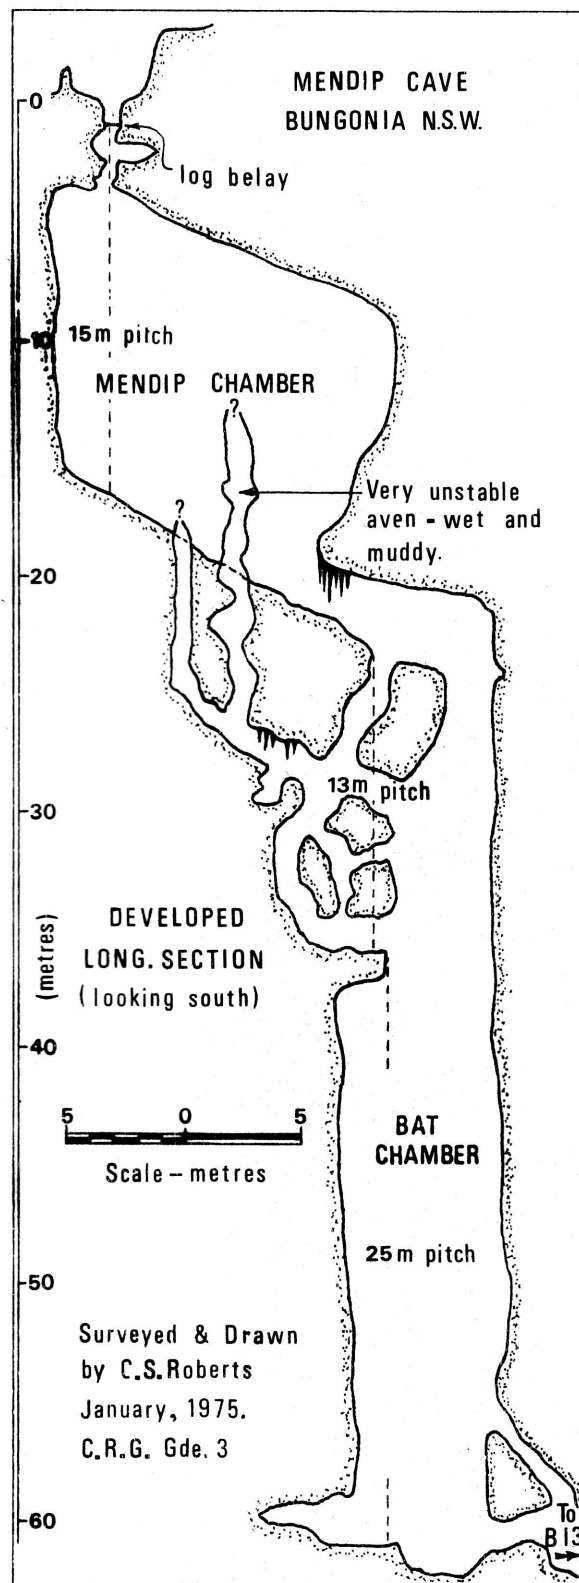 MENDIP CAVE
BUNGONIA N.S.W.
0
log belay
10
15m pitch
MENDIP CHAMBER
?
?
Very unstable
aven - wet and
muddy.
20
13m pitch
30
DEVELOPED
LONG. SECTION
(looking south)
(metres)
40
5 0 5
Scale - metres
BAT
CHAMBER
25m pitch
50
Surveyed & Drawn
by C.S. Roberts
January, 1975.
C.R.G. Gde. 3
60
To
B13